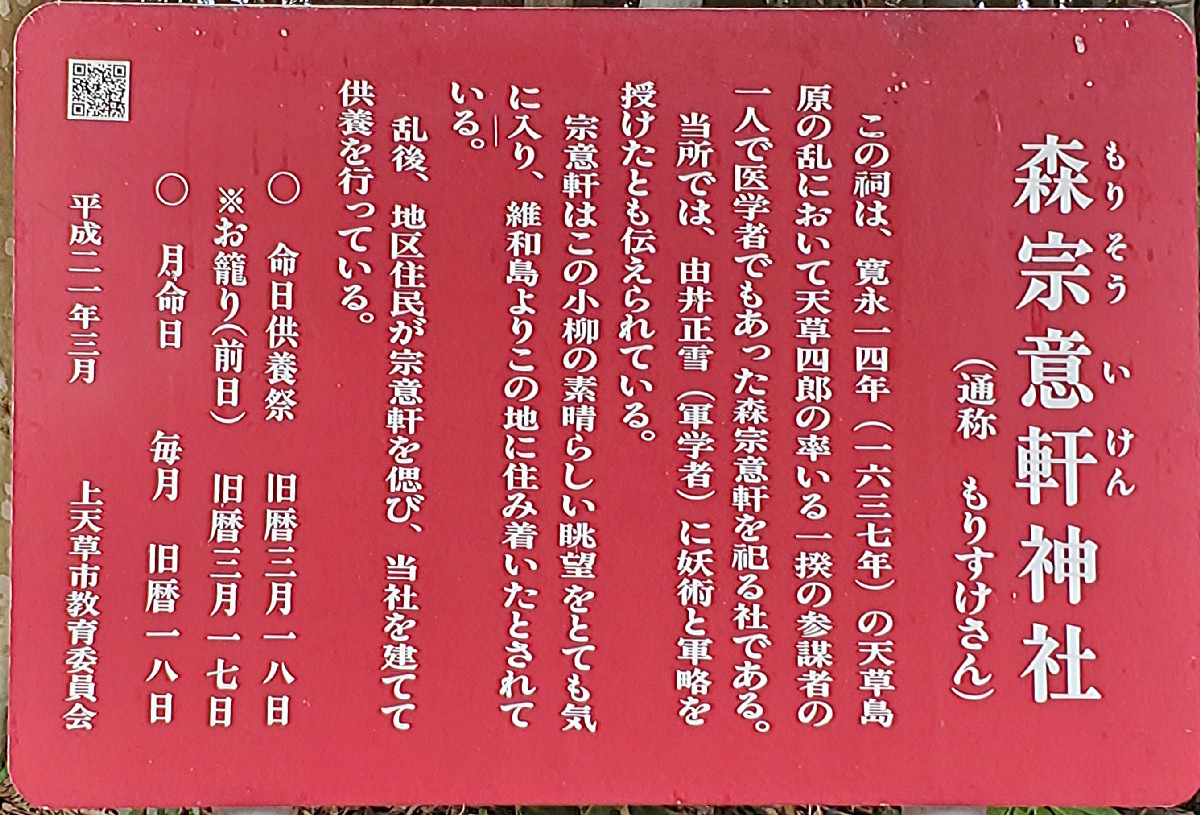 森宗意軒神社
もりそういけん
（通称　もりすけさん）
この祠は、寛永一四年（一六三七年）の天草島
原の乱において天草四郎の率いる一揆の参謀者の
一人で医学者でもあった森宗意軒を祀る社である。
当所では、由井正雪（軍学者）に妖術と軍略を
授けたとも伝えられている。
宗意軒はこの小柳の素晴らしい眺望をとても気
に入り、維和島よりこの地に住み着いたとされて
いる。
乱後、地区住民が宗意軒を偲び、当社を建てて
供養を行っている。
○　命日供養祭　旧暦三月一八日
※お籠り（前日）　旧暦三月一七日
○　月命日　毎月　旧暦一八日
平成二一年三月　上天草市教育委員会